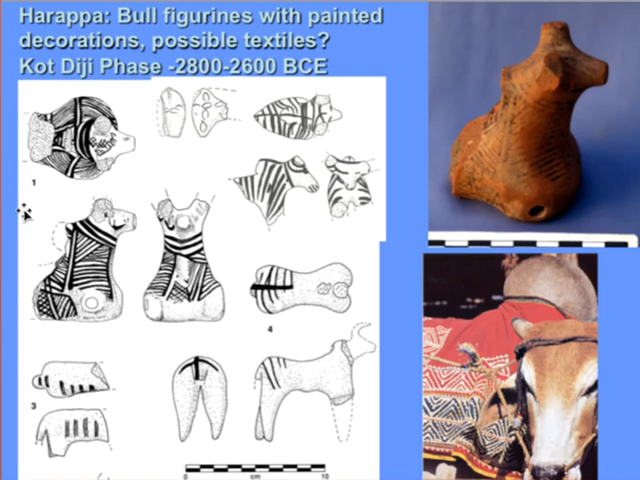 Harappa: Bull figurines with painted
decorations, possible textiles?
Kot Diji Phase -2800-2600 BCE
1
4
3
0 cm 10